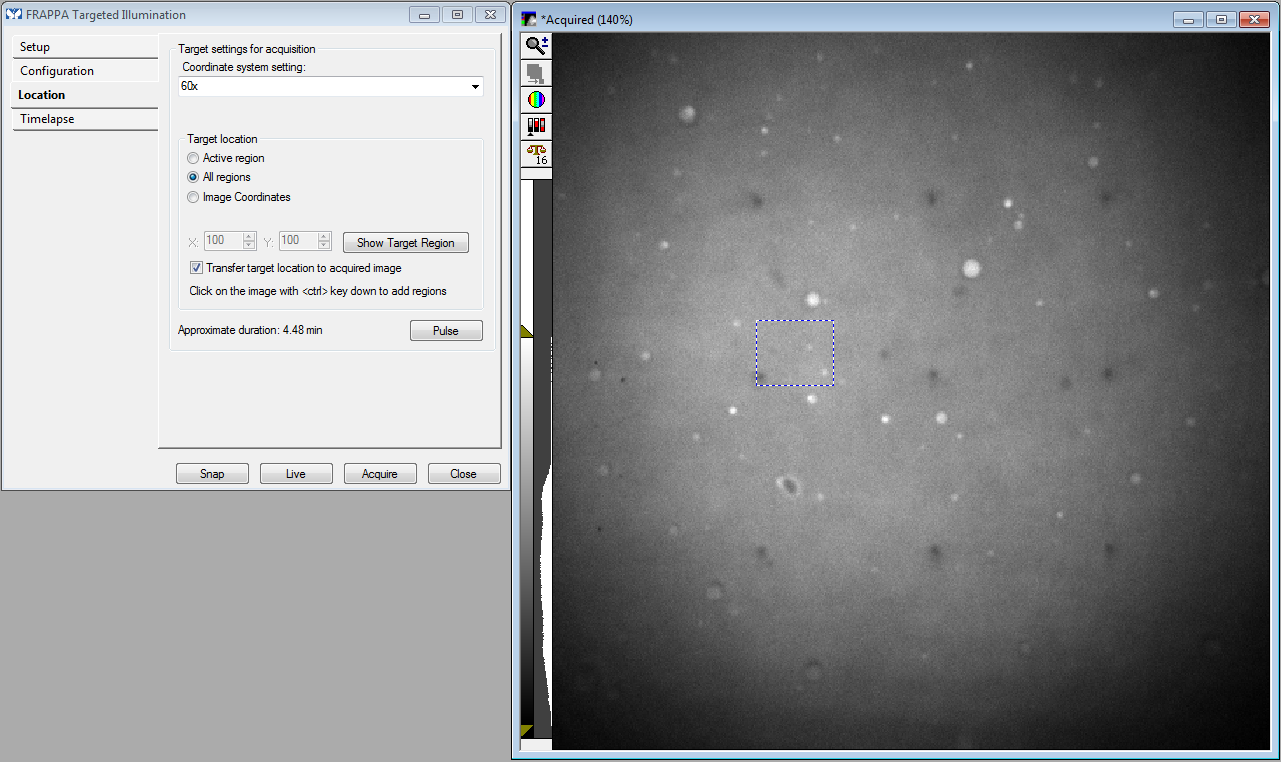 FRAPPA Targeted Illumination
Setup
Configuration
Location
Timelapse
Target settings for acquisition
Coordinate system setting:
60x
Target location
Active region
All regions
Image Coordinates
X: 100 Y: 100 Show Target Region
Transfer target location to acquired image
Click on the image with <ctrl> key down to add regions
Approximate duration: 4.48 min Pulse
Snap Live Acquire Close
*Acquired (140%)
16